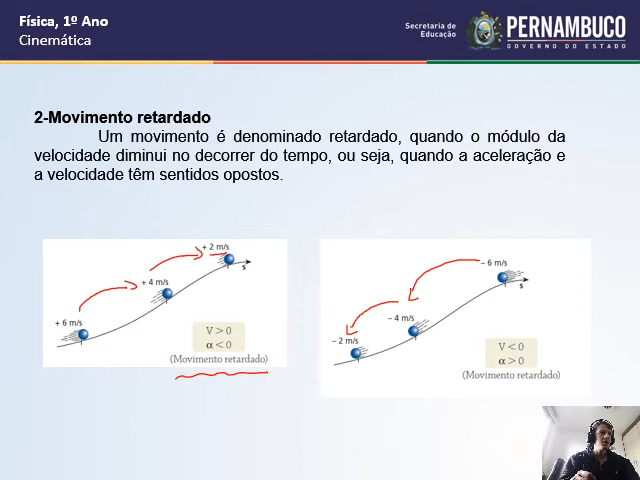 Física, 1º Ano
Cinemática
Secretaria de
Educação
PERNAMBUCO
GOVERNO DO ESTADO
2-Movimento retardado
Um movimento é denominado retardado, quando o módulo da
velocidade diminui no decorrer do tempo, ou seja, quando a aceleração e
a velocidade têm sentidos opostos.
+ 2 m/s
s
+ 4 m/s
+ 6 m/s
V > 0
α < 0
(Movimento retardado)
– 6 m/s
s
– 4 m/s
– 2 m/s
V < 0
α > 0
(Movimento retardado)